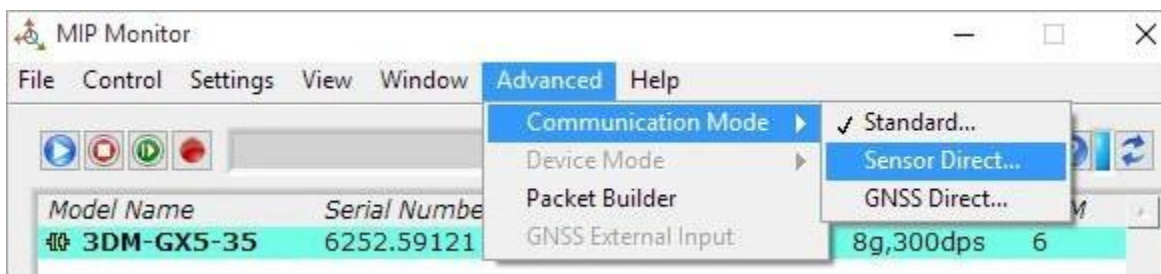 MIP Monitor
File Control Settings View Window Advanced Help
Communication Mode
Device Mode
Packet Builder
GNSS External Input
Standard...
Sensor Direct...
GNSS Direct...
Model Name Serial Numbe
3DM-GX5-35 6252.59121 8g,300dps 6